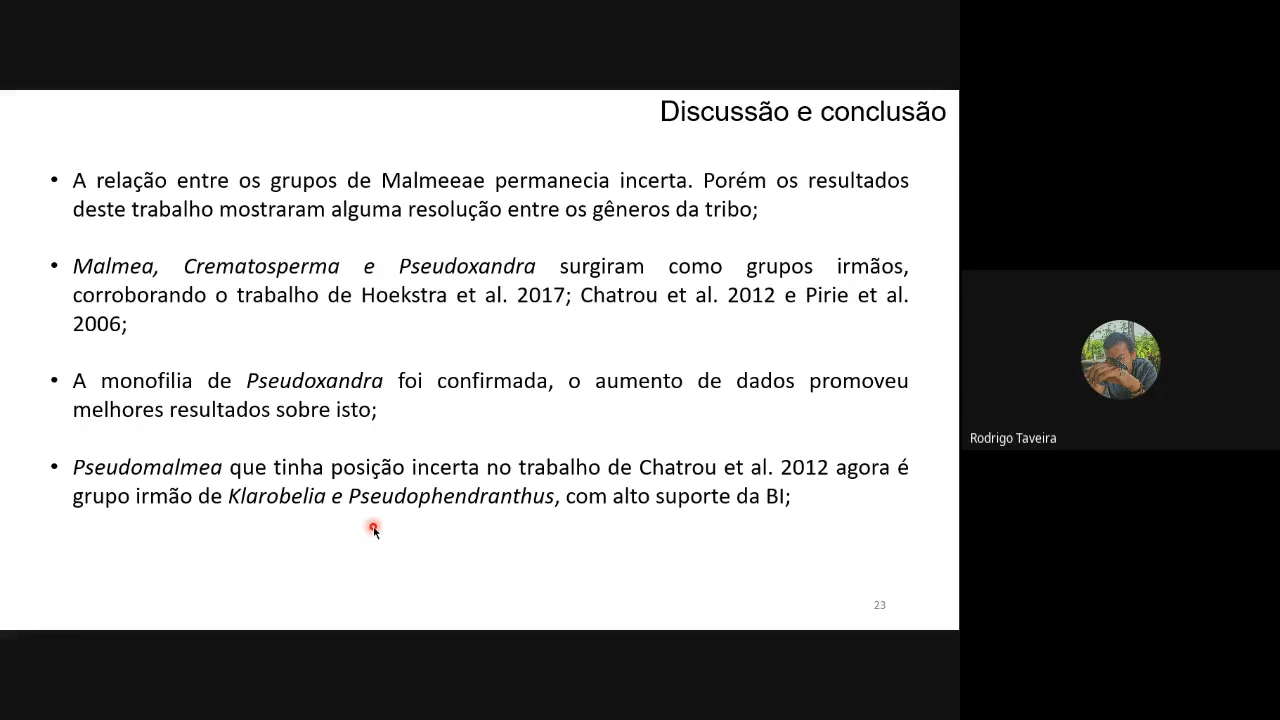 Discussão e conclusão
• A relação entre os grupos de Malmeeae permanecia incerta. Porém os resultados
deste trabalho mostraram alguma resolução entre os gêneros da tribo;
• Malmea, Crematosperma e Pseudoxandra surgiram como grupos irmãos,
corroborando o trabalho de Hoekstra et al. 2017; Chatrou et al. 2012 e Pirie et al.
2006;
• A monofilia de Pseudoxandra foi confirmada, o aumento de dados promoveu
melhores resultados sobre isto;
• Pseudomalmea que tinha posição incerta no trabalho de Chatrou et al. 2012 agora é
grupo irmão de Klarobelia e Pseudophendranthus, com alto suporte da BI;
23
Rodrigo Taveira